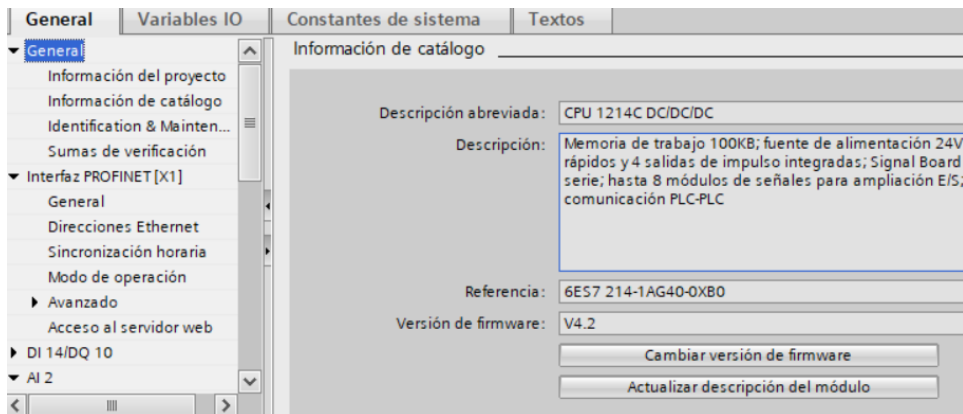 General Variables IO Constantes de sistema Textos
General
Información del proyecto
Información de catálogo
Identification & Mainten...
Sumas de verificación
Interfaz PROFINET [X1]
General
Direcciones Ethernet
Sincronización horaria
Modo de operación
Avanzado
Acceso al servidor web
DI 14/DQ 10
AI 2
Información de catálogo
Descripción abreviada: CPU 1214C DC/DC/DC
Descripción: Memoria de trabajo 100KB; fuente de alimentación 24V
rápidos y 4 salidas de impulso integradas; Signal Board
serie; hasta 8 módulos de señales para ampliación E/S;
comunicación PLC-PLC
Referencia: 6ES7 214-1AG40-0XB0
Versión de firmware: V4.2
Cambiar versión de firmware
Actualizar descripción del módulo